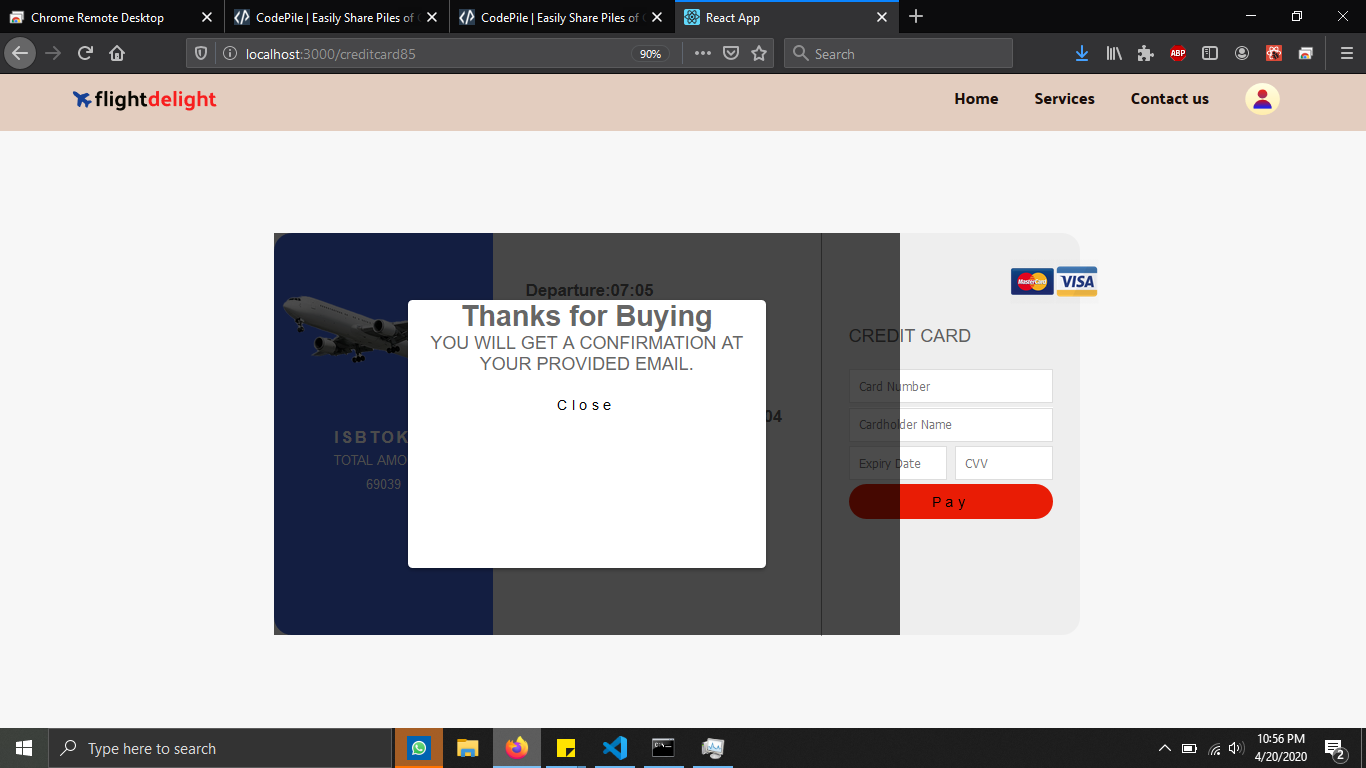 Chrome Remote Desktop
CodePile | Easily Share Piles of
CodePile | Easily Share Piles of
React App
localhost:3000/creditcard85
90%
Search
ABP
flightdelight
Home
Services
Contact us
Departure:07:05
MasterCard
VISA
Thanks for Buying
YOU WILL GET A CONFIRMATION AT
YOUR PROVIDED EMAIL.
Close
CREDIT CARD
Card Number
04
Cardholder Name
ISBTOK
TOTAL AMO
Expiry Date
CVV
69039
Pay
Type here to search
10:56 PM
4/20/2020
2